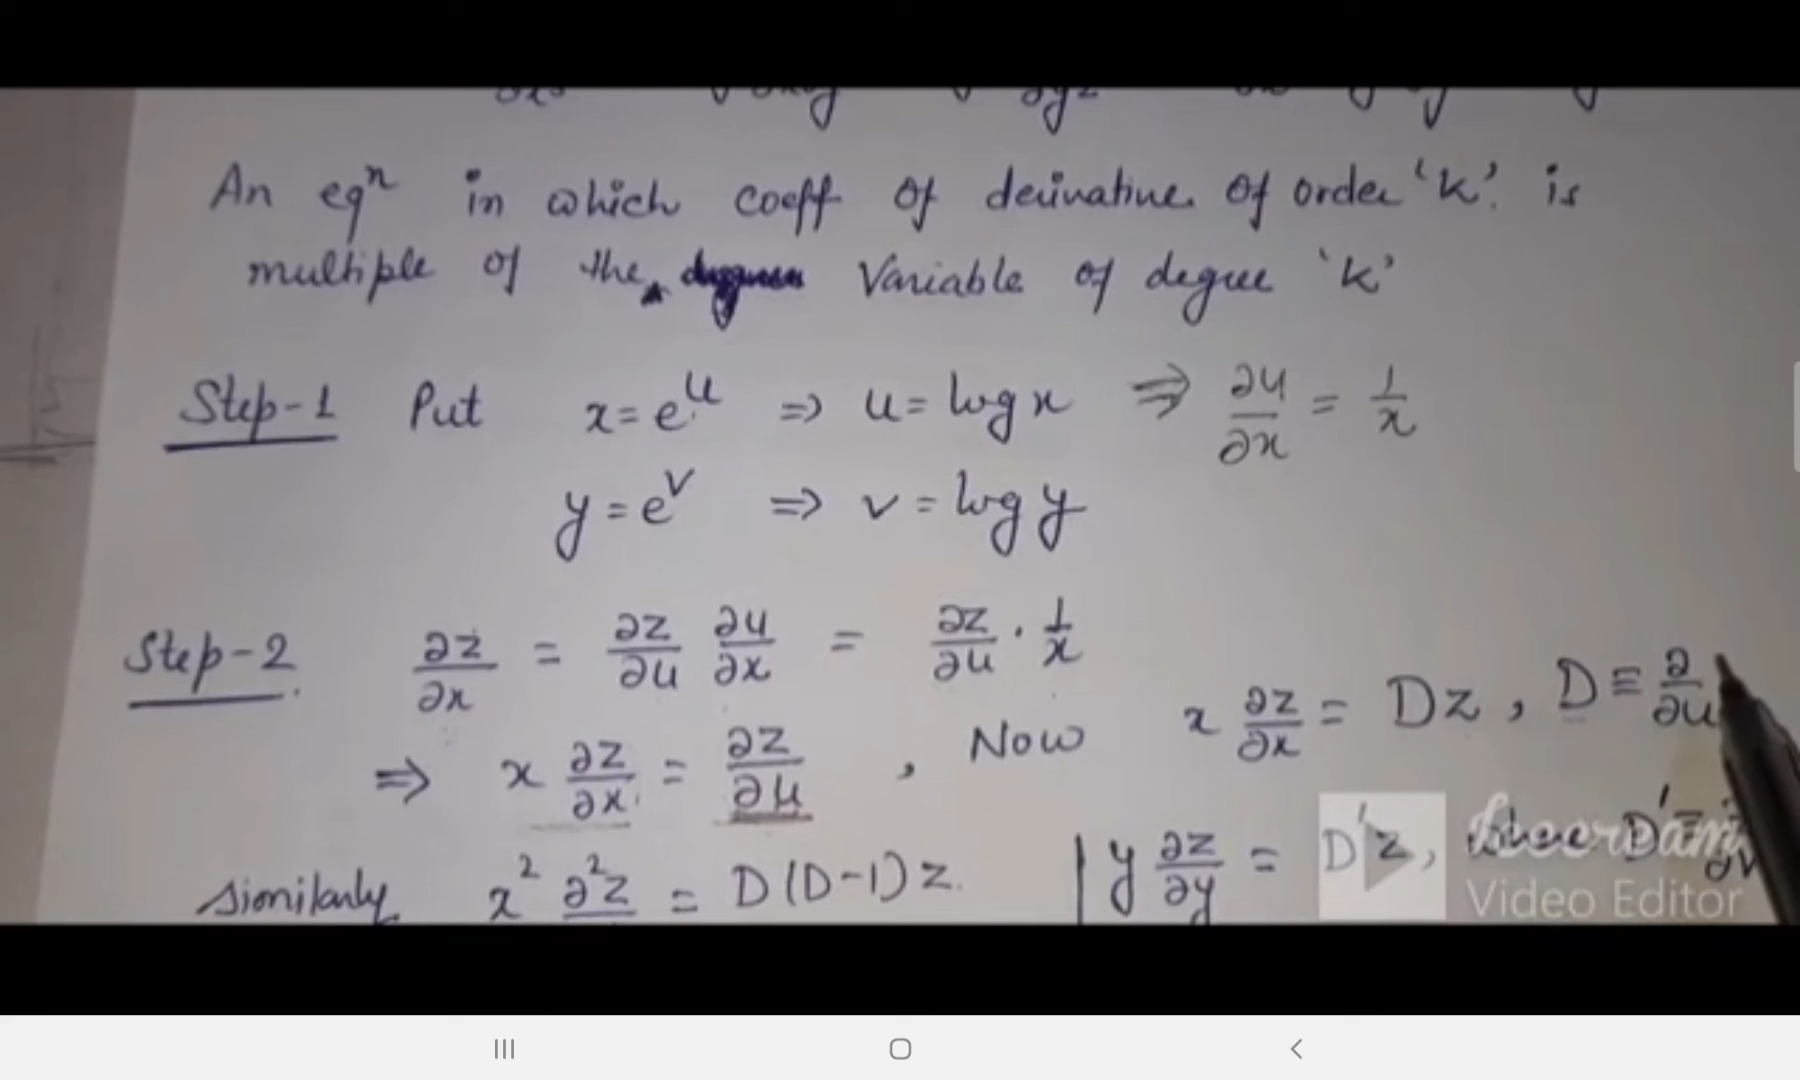 An eqⁿ in which coeff of derivative of order 'K' is
multiple of the variable of degree 'K'
Step-1 Put x = e^u ⇒ u = log x ⇒ ∂u/∂x = 1/x
y = e^v ⇒ v = log y
Step-2 ∂z/∂x = ∂z/∂u ∂u/∂x = ∂z/∂u · 1/x
⇒ x ∂z/∂x = ∂z/∂u , Now x ∂z/∂x = Dz , D ≡ ∂/∂u
Similarly x² ∂²z = D(D-1)z. | y ∂z/∂y = D'z, where D' ≡
Video Editor